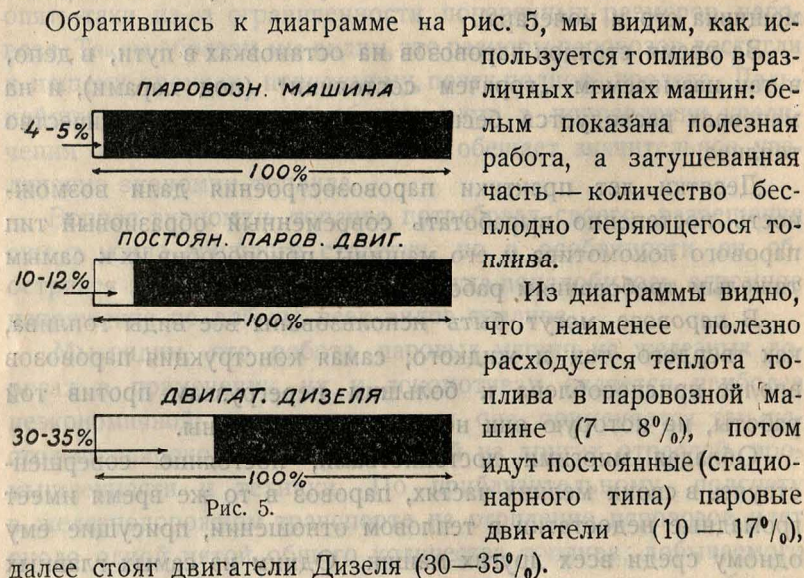 Обратившись к диаграмме на рис. 5, мы видим, как ис-
пользуется топливо в раз-
личных типах машин: бе-
лым показана полезная
работа, а затушеванная
часть — количество бес-
плодно теряющегося то-
плива.
Из диаграммы видно,
что наименее полезно
расходуется теплота то-
плива в паровозной ма-
шине (7 — 8%), потом
идут постоянные (стацио-
нарного типа) паровые
двигатели (10 — 17%),
далее стоят двигатели Дизеля (30—35%).
ПАРОВОЗН. МАШИНА
4-5%
100%
ПОСТОЯН. ПАРОВ. ДВИГ.
10-12%
100%
ДВИГАТ. ДИЗЕЛЯ
30-35%
100%
Рис. 5.